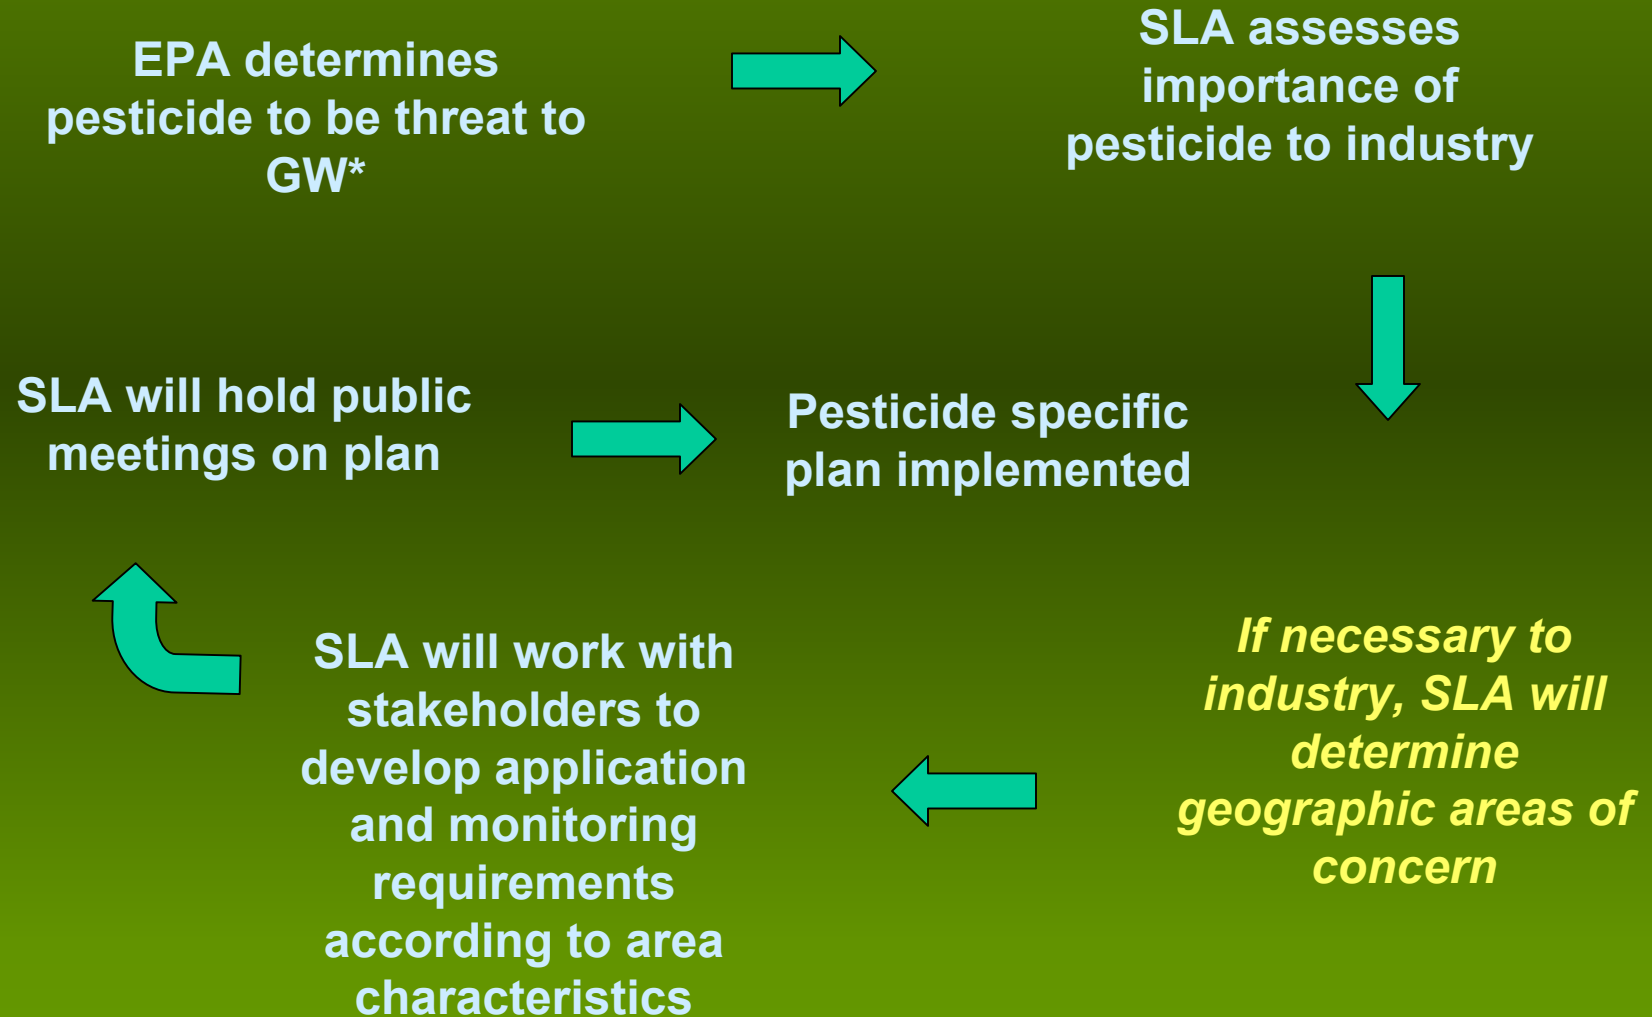 EPA determines
pesticide to be threat to
GW*
SLA assesses
importance of
pesticide to industry
If necessary to
industry, SLA will
determine
geographic areas of
concern
SLA will work with
stakeholders to
develop application
and monitoring
requirements
according to area
characteristics
SLA will hold public
meetings on plan
Pesticide specific
plan implemented